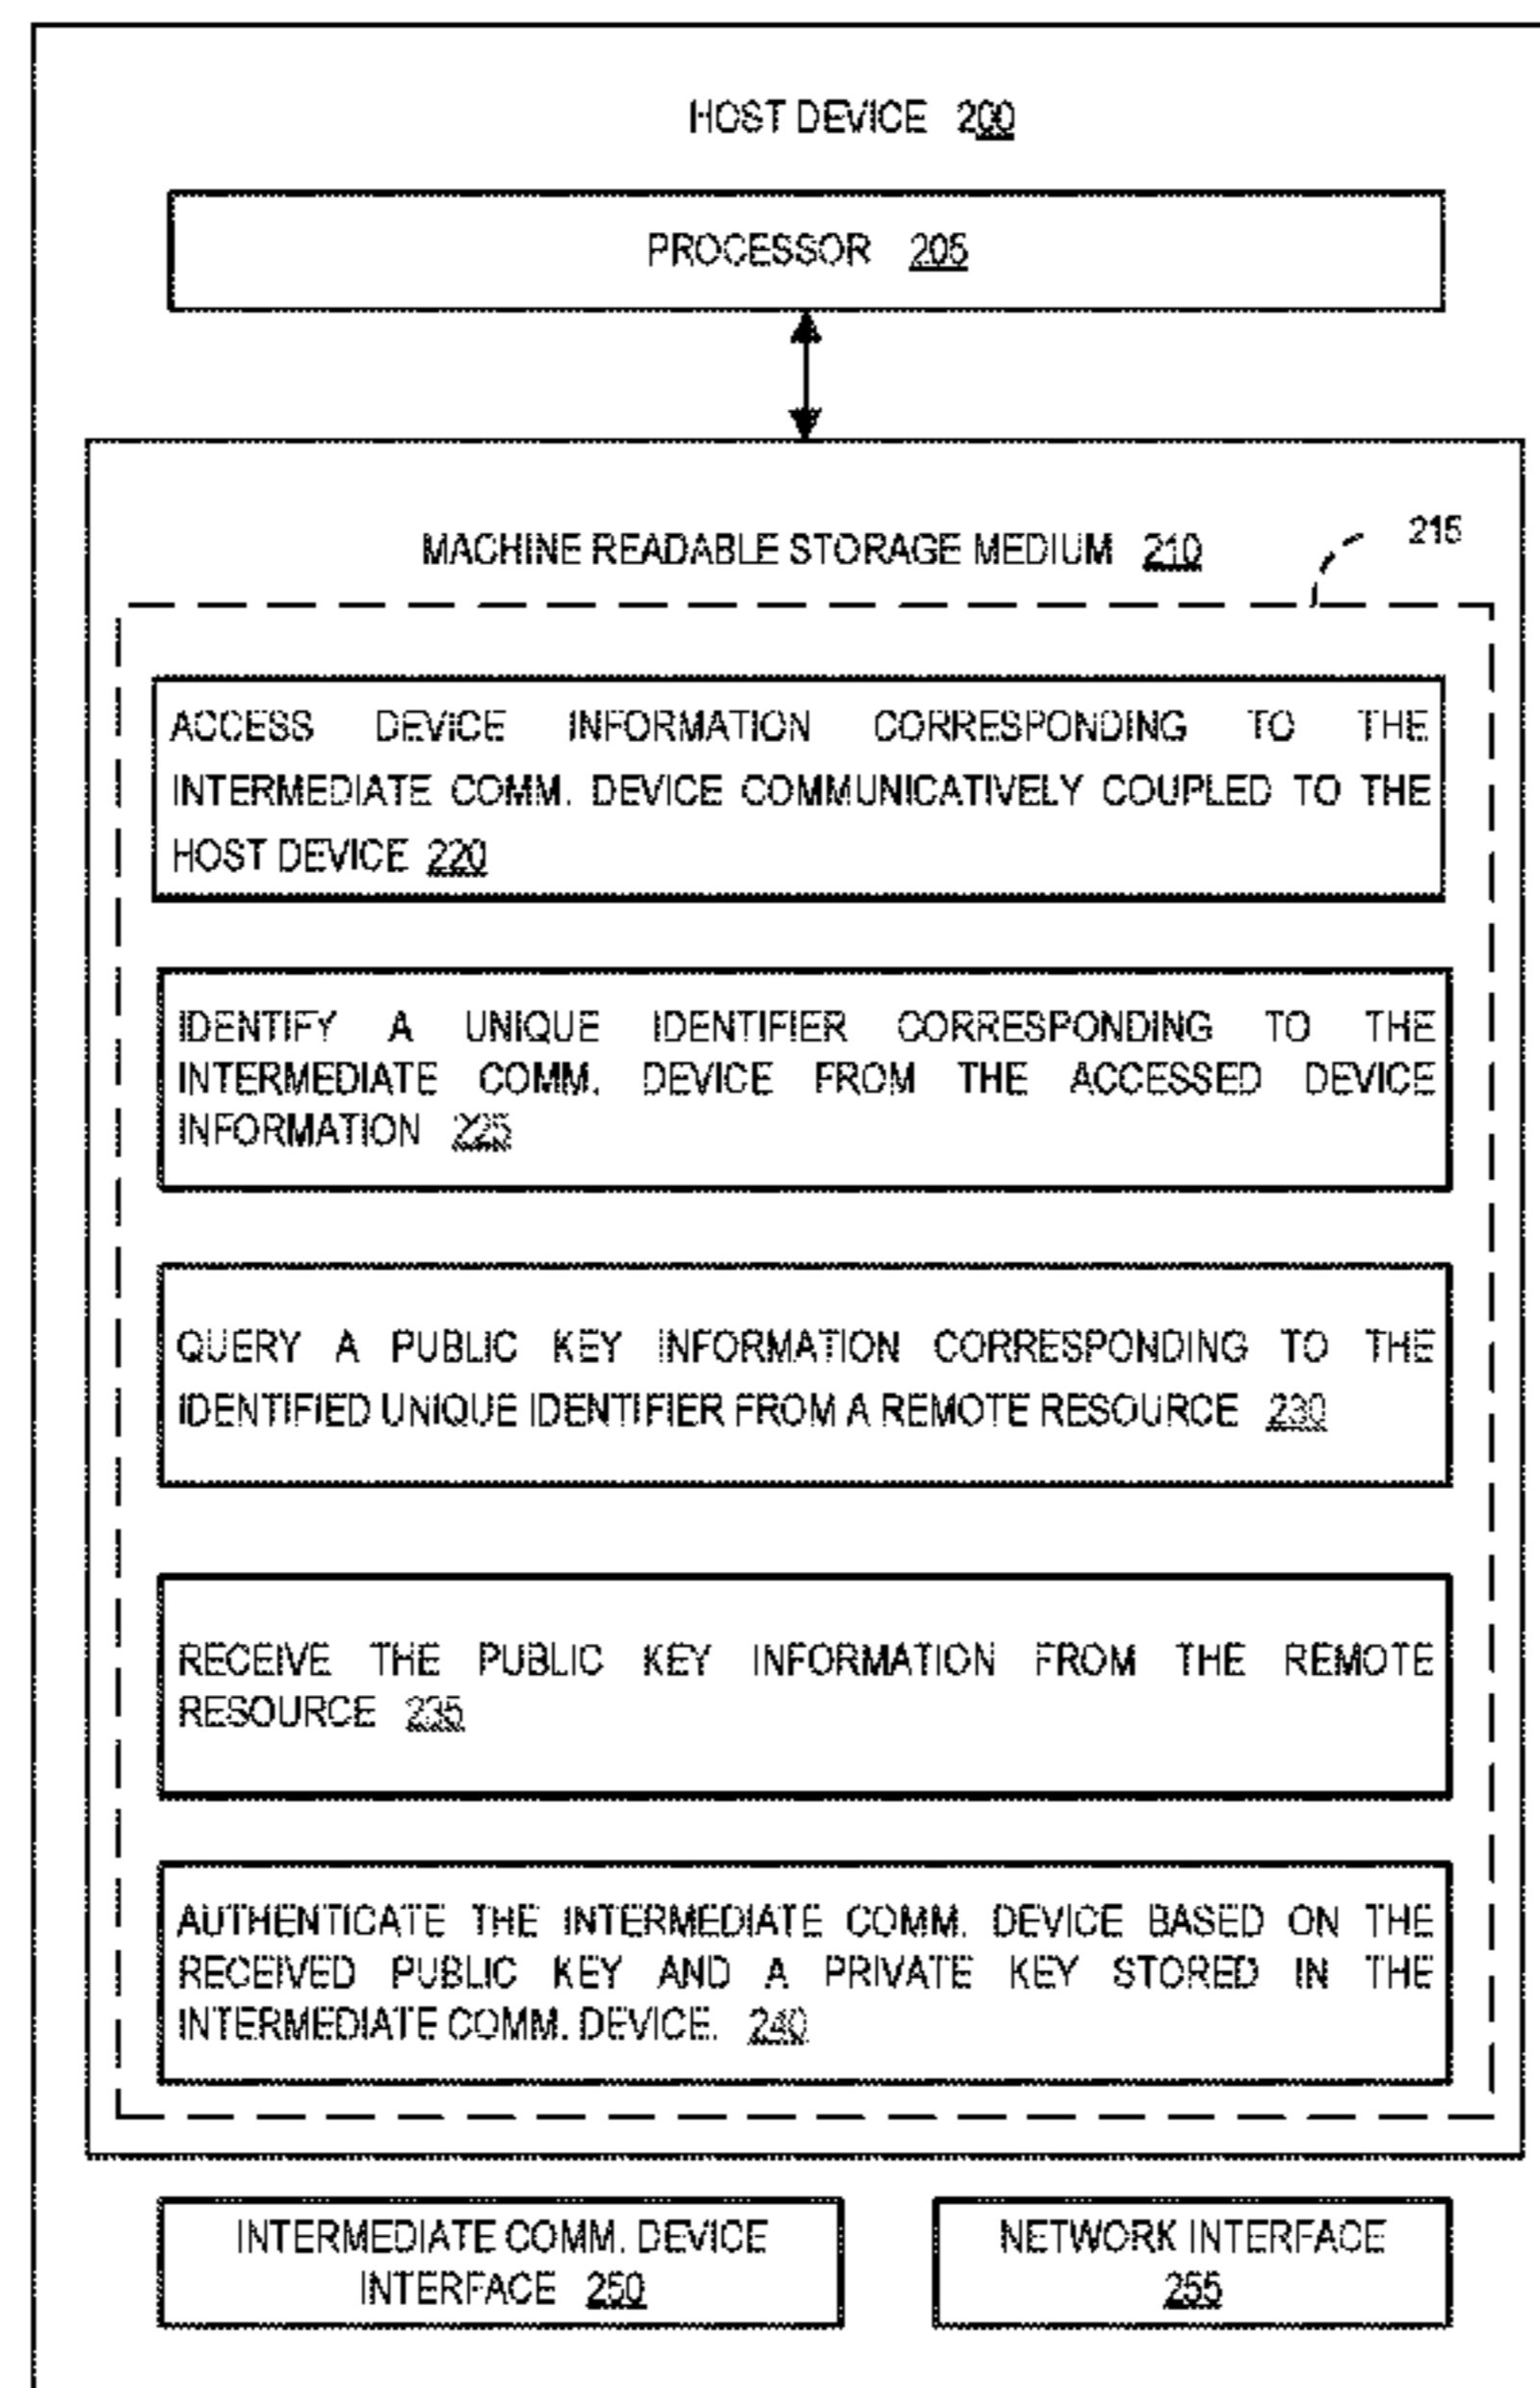 HOST DEVICE 200
PROCESSOR 205
MACHINE READABLE STORAGE MEDIUM 210
215
ACCESS DEVICE INFORMATION CORRESPONDING TO THE
INTERMEDIATE COMM. DEVICE COMMUNICATIVELY COUPLED TO THE
HOST DEVICE 220
IDENTIFY A UNIQUE IDENTIFIER CORRESPONDING TO THE
INTERMEDIATE COMM. DEVICE FROM THE ACCESSED DEVICE
INFORMATION 225
QUERY A PUBLIC KEY INFORMATION CORRESPONDING TO THE
IDENTIFIED UNIQUE IDENTIFIER FROM A REMOTE RESOURCE 230
RECEIVE THE PUBLIC KEY INFORMATION FROM THE REMOTE
RESOURCE 235
AUTHENTICATE THE INTERMEDIATE COMM. DEVICE BASED ON THE
RECEIVED PUBLIC KEY AND A PRIVATE KEY STORED IN THE
INTERMEDIATE COMM. DEVICE. 240
INTERMEDIATE COMM. DEVICE
INTERFACE 250
NETWORK INTERFACE
255